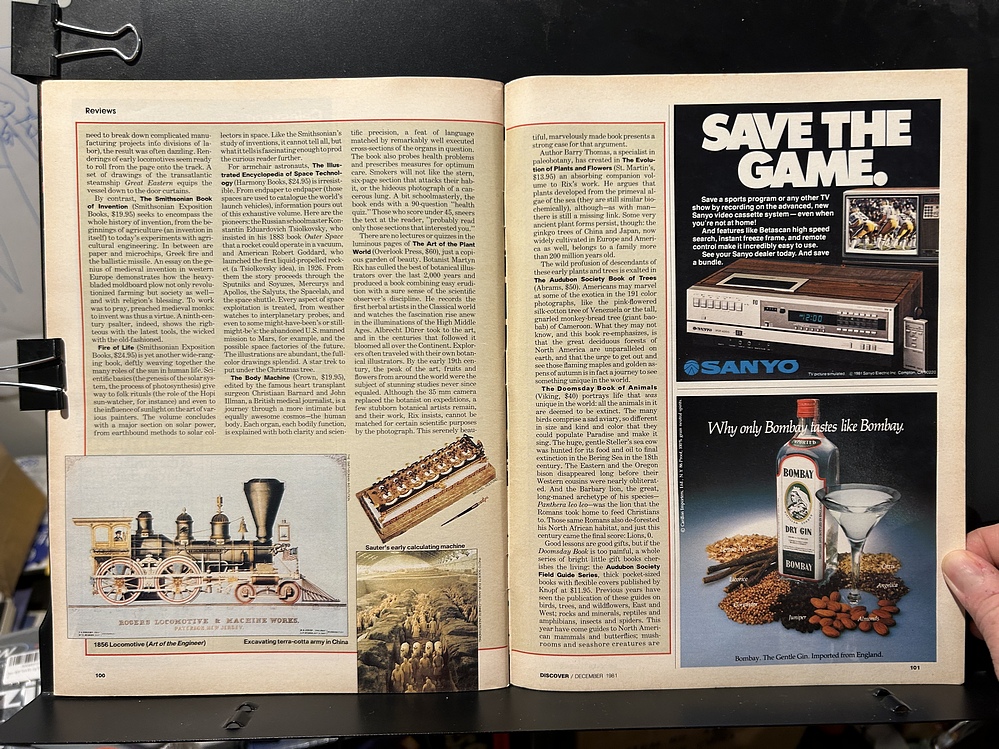 Reviews
need to break down complicated manu-
facturing projects into divisions of la-
bor), the result was often dazzling. Ren-
derings of early locomotives seem ready
to roll from the page onto the track. A
set of drawings of the transatlantic
steamship Great Eastern equips the
vessel down to the door curtains.
By contrast, The Smithsonian Book
of Invention (Smithsonian Exposition
Books, $19.95) seeks to encompass the
whole history of invention, from the be-
ginnings of agriculture (an invention in
itself) to today's experiments with agri-
cultural engineering. In between are
paper and microchips, Greek fire and
the ballistic missile. An essay on the ge-
nius of medieval invention in western
Europe demonstrates how the heavy-
bladed moldboard plow not only revolu-
tionized farming but society as well—
and with religion's blessing. To work
was to pray, preached medieval monks:
to invent was thus a virtue. A ninth-cen-
tury psalter, indeed, shows the righ-
teous with the latest tools, the wicked
with the old-fashioned.
Fire of Life (Smithsonian Exposition
Books, $24.95) is yet another wide-rang-
ing book, deftly weaving together the
many roles of the sun in human life. Sci-
entific bases (the genesis of the solar sys-
tem, the process of photosynthesis) give
way to folk rituals (the role of the Hopi
sun-watcher, for instance) and even to
the influence of sunlight on the art of var-
ious painters. The volume concludes
with a major section on solar power,
from earthbound methods to solar col-
lectors in space. Like the Smithsonian's
study of inventions, it cannot tell all, but
what it tells is fascinating enough to prod
the curious reader further.
For armchair astronauts, The Illus-
trated Encyclopedia of Space Technol-
ogy (Harmony Books, $24.95) is irresist-
ible. From endpaper to endpaper (those
spaces are used to catalogue the world's
launch vehicles), information pours out
of this exhaustive volume. Here are the
pioneers: the Russian schoolmaster Kon-
stantin Eduardovich Tsiolkovsky, who
insisted in his 1883 book Outer Space
that a rocket could operate in a vacuum,
and American Robert Goddard, who
launched the first liquid-propelled rock-
et (a Tsiolkovsky idea), in 1926. From
them the story proceeds through the
Sputniks and Soyuzes, Mercurys and
Apollos, the Salyuts, the Spacelab, and
the space shuttle. Every aspect of space
exploitation is treated, from weather
watches to interplanetary probes, and
even to some might-have-been's or still-
might-be's: the abandoned U.S. manned
mission to Mars, for example, and the
possible space factories of the future.
The illustrations are abundant, the full-
color drawings splendid. A star trek to
put under the Christmas tree.
The Body Machine (Crown, $19.95),
edited by the famous heart transplant
surgeon Christiaan Barnard and John
Illman, a British medical journalist, is a
journey through a more intimate but
equally awesome cosmos—the human
body. Each organ, each bodily function,
is explained with both clarity and scien-
tific precision, a feat of language
matched by remarkably well executed
cross-sections of the organs in question.
The book also probes health problems
and prescribes measures for optimum
care. Smokers will not like the stern,
six-page section that attacks their hab-
it, or the hideous photograph of a can-
cerous lung. A bit schoolmasterly, the
book ends with a 90-question "health
quiz." Those who score under 45, sneers
the text at the reader, "probably read
only those sections that interested you."
There are no lectures or quizzes in the
luminous pages of The Art of the Plant
World (Overlook Press, $60), just a copi-
ous garden of beauty. Botanist Martyn
Rix has culled the best of botanical illus-
trators over the last 2,000 years and
produced a book combining easy erudi-
tion with a sure sense of the scientific
observer's discipline. He records the
first herbal artists in the Classical world
and watches the fascination rise anew
in the illuminations of the High Middle
Ages. Albrecht Dürer took to the art,
and in the centuries that followed it
bloomed all over the Continent. Explor-
ers often traveled with their own botan-
ical illustrators. By the early 19th cen-
tury, the peak of the art, fruits and
flowers from around the world were the
subject of stunning studies never since
equaled. Although the 35 mm camera
replaced the botanist on expeditions, a
few stubborn botanical artists remain,
and their work, Rix insists, cannot be
matched for certain scientific purposes
by the photograph. This serenely beau-
Sauter's early calculating machine
ROGERS LOCOMOTIVE & MACHINE WORKS.
PATERSON, NEW JERSEY.
1856 Locomotive (Art of the Engineer)
Excavating terra-cotta army in China
100
tiful, marvelously made book presents a
strong case for that argument.
Author Barry Thomas, a specialist in
paleobotany, has created in The Evolu-
tion of Plants and Flowers (St. Martin's,
$13.95) an absorbing companion vol-
ume to Rix's work. He argues that
plants developed from the primeval al-
gae of the sea (they are still similar bio-
chemically), although—as with man—
there is still a missing link. Some very
ancient plant forms persist, though; the
ginkgo trees of China and Japan, now
widely cultivated in Europe and Ameri-
ca as well, belongs to a family more
than 200 million years old.
The wild profusion of descendants of
these early plants and trees is exalted in
The Audubon Society Book of Trees
(Abrams, $50). Americans may marvel
at some of the exotica in the 191 color
photographs, like the pink-flowered
silk-cotton tree of Venezuela or the tall,
gnarled monkey-bread tree (giant bao-
bab) of Cameroon. What they may not
know, and this book re-emphasizes, is
that the great deciduous forests of
North America are unparalleled on
earth, and that the urge to get out and
see those flaming maples and golden as-
pens of autumn is in fact a journey to see
something unique in the world.
The Doomsday Book of Animals
(Viking, $40) portrays life that was
unique in the world: all the animals in it
are deemed to be extinct. The many
birds comprise a sad aviary, so different
in size and kind and color that they
could populate Paradise and make it
sing. The huge, gentle Steller's sea cow
was hunted for its food and oil to final
extinction in the Bering Sea in the 18th
century. The Eastern and the Oregon
bison disappeared long before their
Western cousins were nearly obliterat-
ed. And the Barbary lion, the great,
long-maned archetype of his species—
Panthera leo leo—was the lion that the
Romans took home to feed Christians
to. Those same Romans also de-forested
his North African habitat, and just this
century came the final score: Lions, 0.
Good lessons are good gifts, but if the
Doomsday Book is too painful, a whole
series of bright little gift books cher-
ishes the living: the Audubon Society
Field Guide Series, thick pocket-sized
books with flexible covers published by
Knopf at $11.95. Previous years have
seen the publication of these guides on
birds, trees, and wildflowers, East and
West; rocks and minerals, reptiles and
amphibians, insects and spiders. This
year have come guides to North Ameri-
can mammals and butterflies; mush-
rooms and seashore creatures are
DISCOVER / DECEMBER 1981
SAVE THE
GAME.
Save a sports program or any other TV
show by recording on the advanced, new
Sanyo video cassette system—even when
you're not at home!
And features like Betascan high speed
search, instant freeze frame, and remote
control make it incredibly easy to use.
See your Sanyo dealer today. And save
a bundle.
SANYO
12:00
SANYO
TV picture simulated. © 1981 Sanyo Electric Inc. Compton, CA 90220
Why only Bombay tastes like Bombay.
IMPORTED
BOMBAY
DRY GIN
BOMBAY
Licorice
Coriander
Juniper
Almonds
Angelica
Orris
Bombay. The Gentle Gin. Imported from England.
101